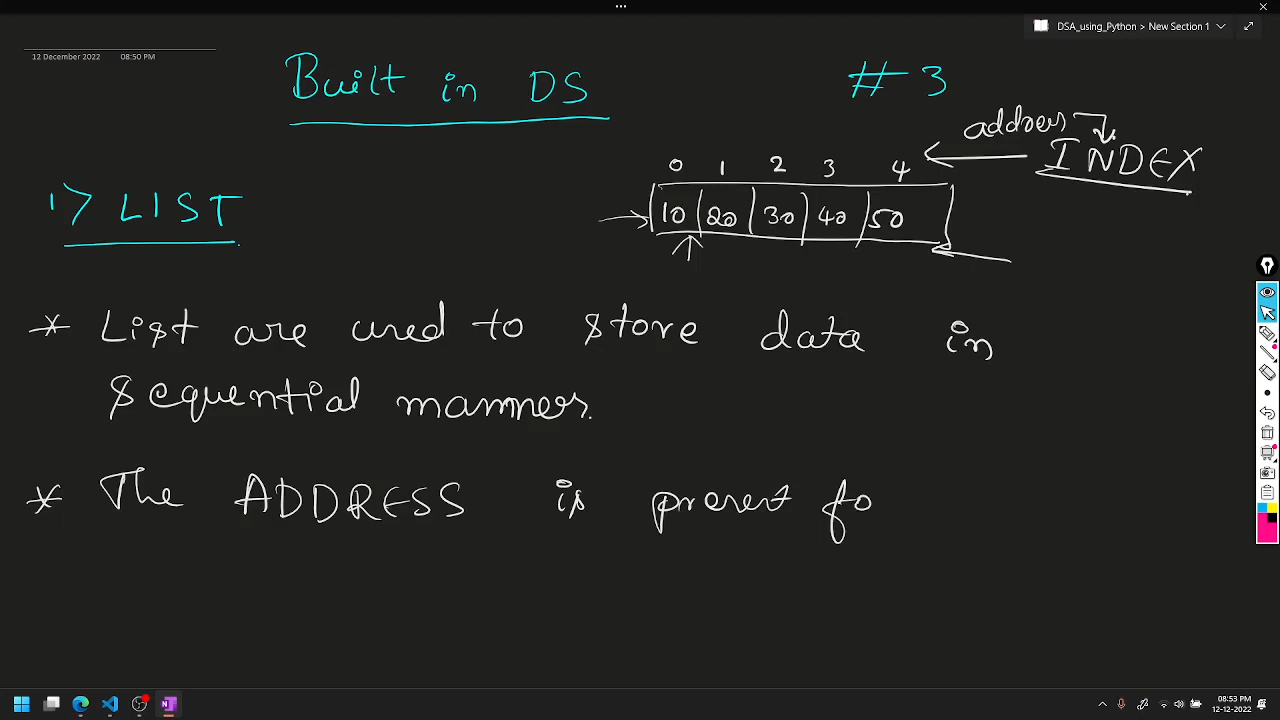 DSA_using_Python > New Section 1
12 December 2022 08:50 PM
Built in DS # 3
address
INDEX
0 1 2 3 4
10 20 30 40 50
1> LIST
* List are used to store data in
sequential manner.
* The ADDRESS is present fo
08:53 PM
12-12-2022